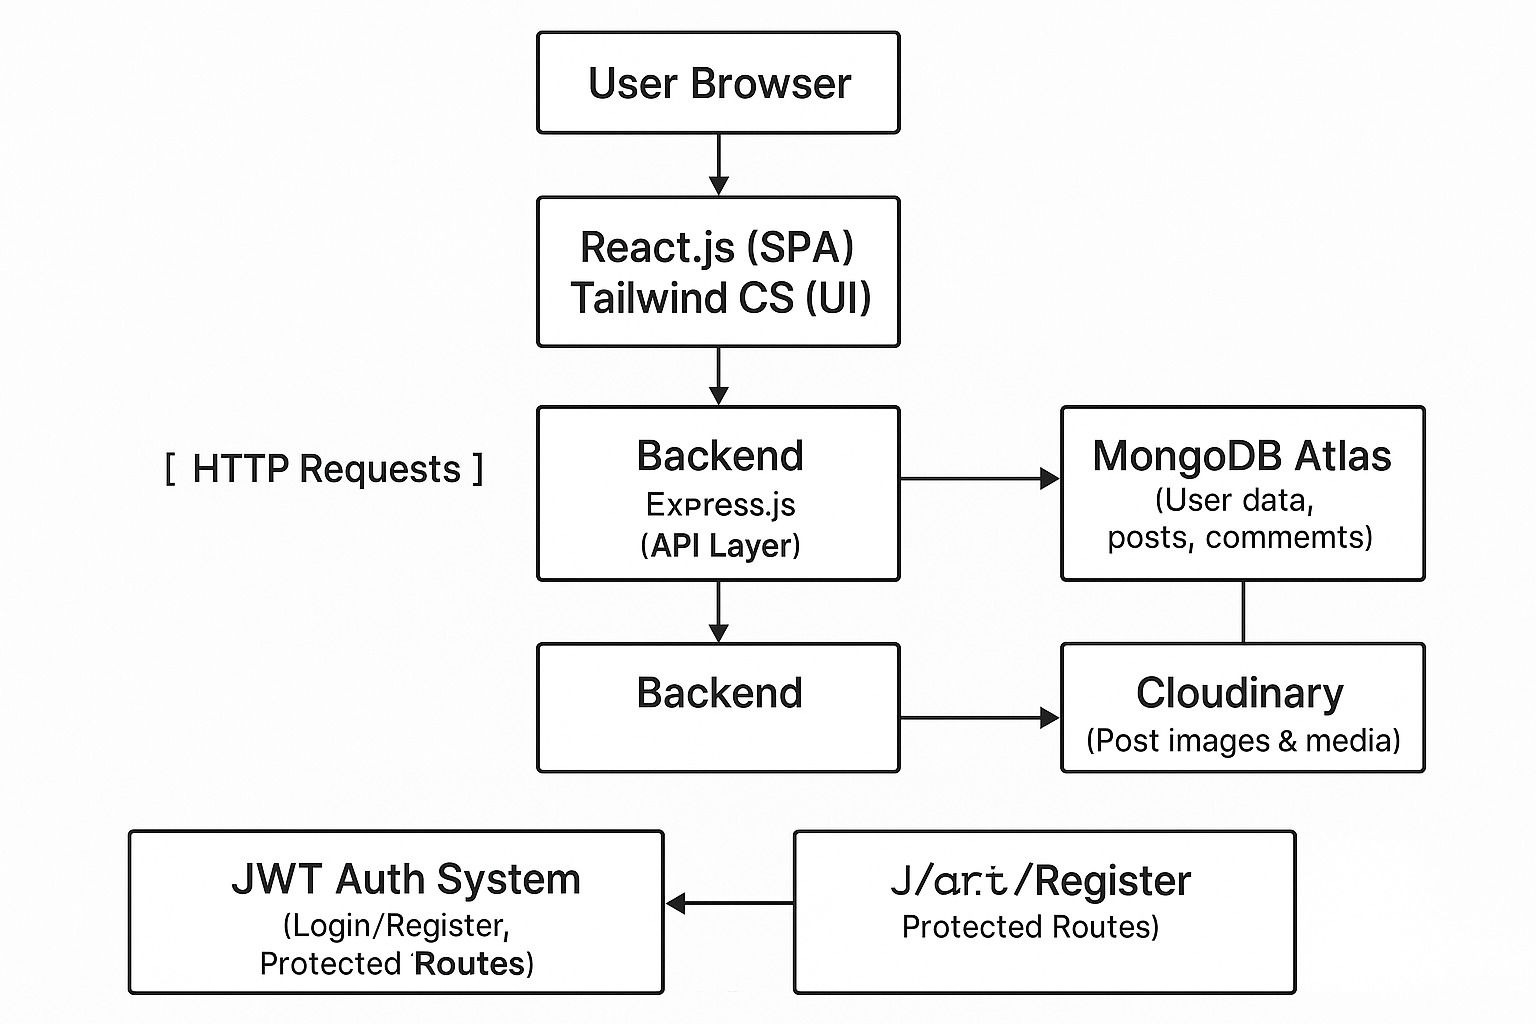 User Browser
React.js (SPA)
Tailwind CS (UI)
[ HTTP Requests ]
Backend
Express.js
(API Layer)
MongoDB Atlas
(User data,
posts, commemts)
Backend
Cloudinary
(Post images & media)
JWT Auth System
(Login/Register,
Protected 'Routes)
/Register
Protected Routes)